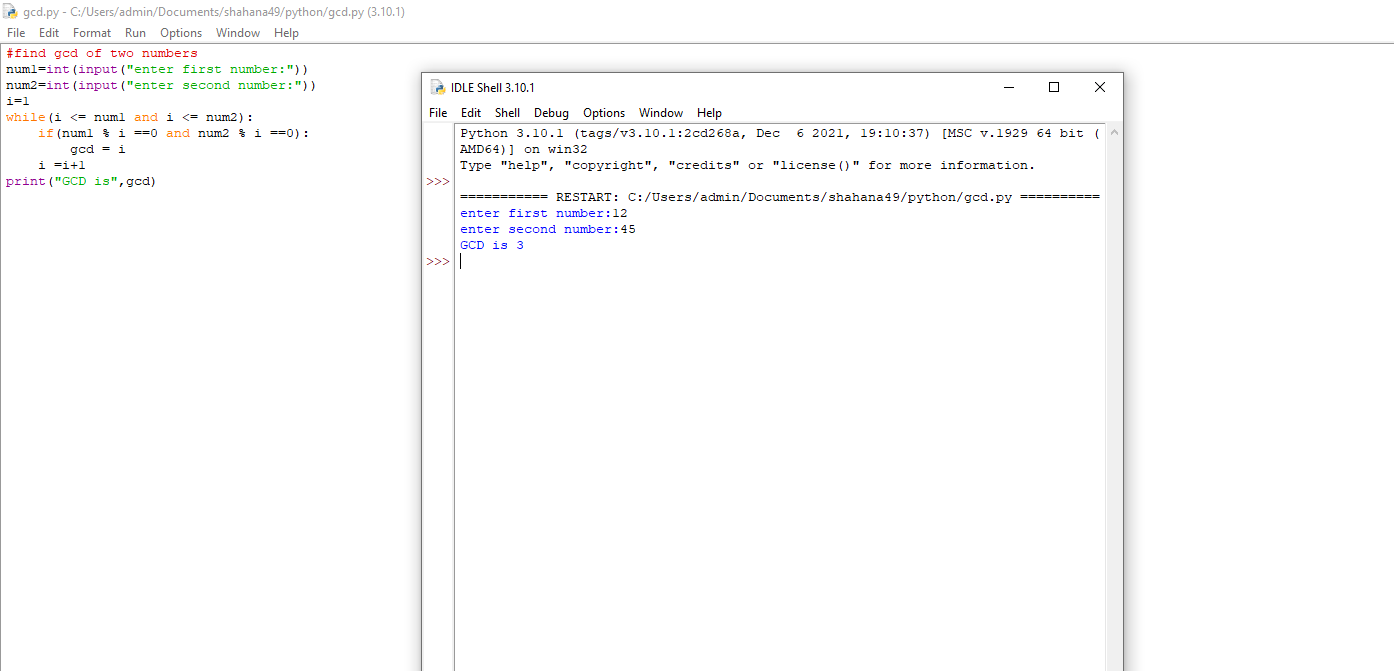 gcd.py - C:/Users/admin/Documents/shahana49/python/gcd.py (3.10.1)
File Edit Format Run Options Window Help
#find gcd of two numbers
num1=int(input("enter first number:"))
num2=int(input("enter second number:"))
i=1
while(i <= num1 and i <= num2):
    if(num1 % i ==0 and num2 % i ==0):
        gcd = i
    i =i+1
print("GCD is",gcd)
IDLE Shell 3.10.1
File Edit Shell Debug Options Window Help
Python 3.10.1 (tags/v3.10.1:2cd268a, Dec  6 2021, 19:10:37) [MSC v.1929 64 bit (
AMD64)] on win32
Type "help", "copyright", "credits" or "license()" for more information.
>>>
=========== RESTART: C:/Users/admin/Documents/shahana49/python/gcd.py ==========
enter first number:12
enter second number:45
GCD is 3
>>>